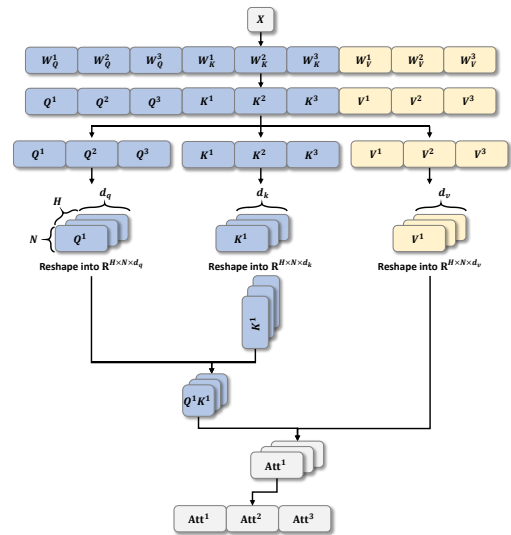 X
W_Q^1 W_Q^2 W_Q^3 W_K^1 W_K^2 W_K^3 W_V^1 W_V^2 W_V^3
Q^1 Q^2 Q^3 K^1 K^2 K^3 V^1 V^2 V^3
Q^1 Q^2 Q^3 K^1 K^2 K^3 V^1 V^2 V^3
H d_q d_k d_v
N Q^1 K^1 V^1
Reshape into R^{H×N×d_q} Reshape into R^{H×N×d_k} Reshape into R^{H×N×d_v}
K^1
Q^1K^1
Att^1
Att^1 Att^2 Att^3